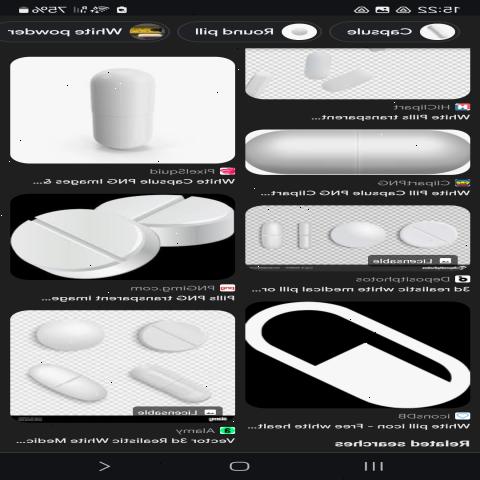 15:22
75%
Capsule
Round pill
White powder
HiClipart
White Pills transparent...
PixelSquid
White Capsule PNG Images &...
ClipartPNG
White Pill Capsule PNG Clipart
Licensable
Depositphotos
3d realistic white medical pill or...
PNGimg.com
Pills PNG transparent image...
Licensable
alamy
Alamy
Vector 3d Realistic White Medic...
iconsDB
White pill icon - Free white healt...
Related searches